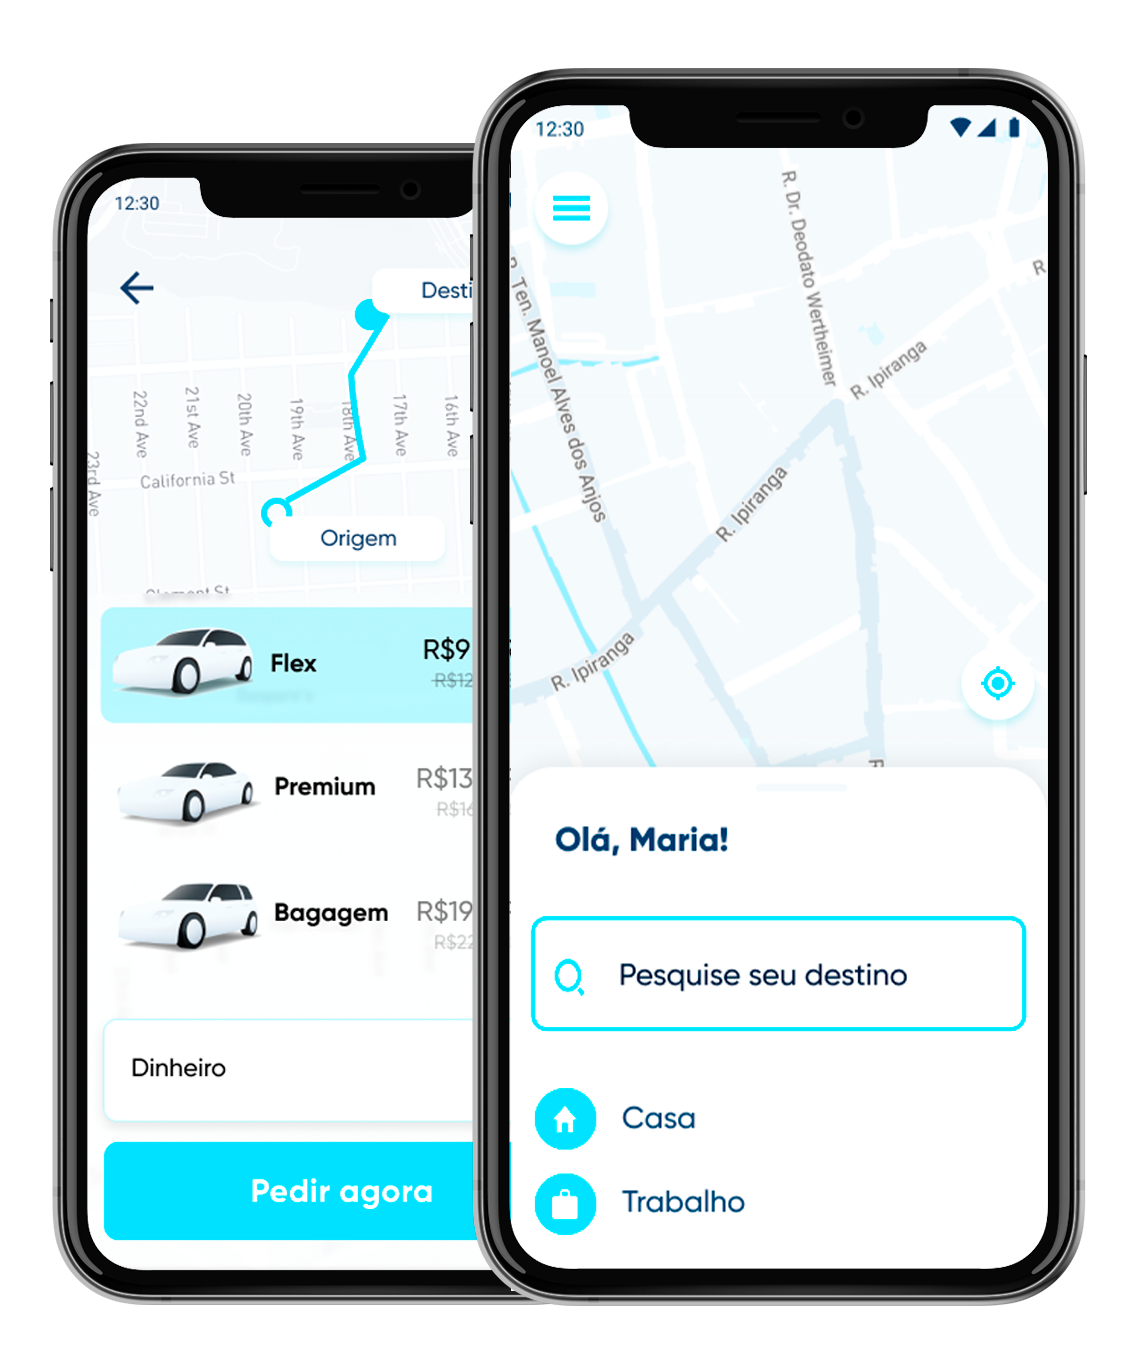 12:30
Desti
22nd Ave
21st Ave
20th Ave
19th Ave
18th Ave
17th Ave
16th Ave
23rd Ave
California St
Origem
Clement St
Flex
R$9
R$12
Premium
R$13
Bagagem
R$19
R$22
Dinheiro
Pedir agora
12:30
R. Dr. Deodato Wertheimer
R
R. Ten. Manoel Alves dos Anjos
R. Ipiranga
R. Ipiranga
R. Ipiranga
Olá, Maria!
Pesquise seu destino
Casa
Trabalho